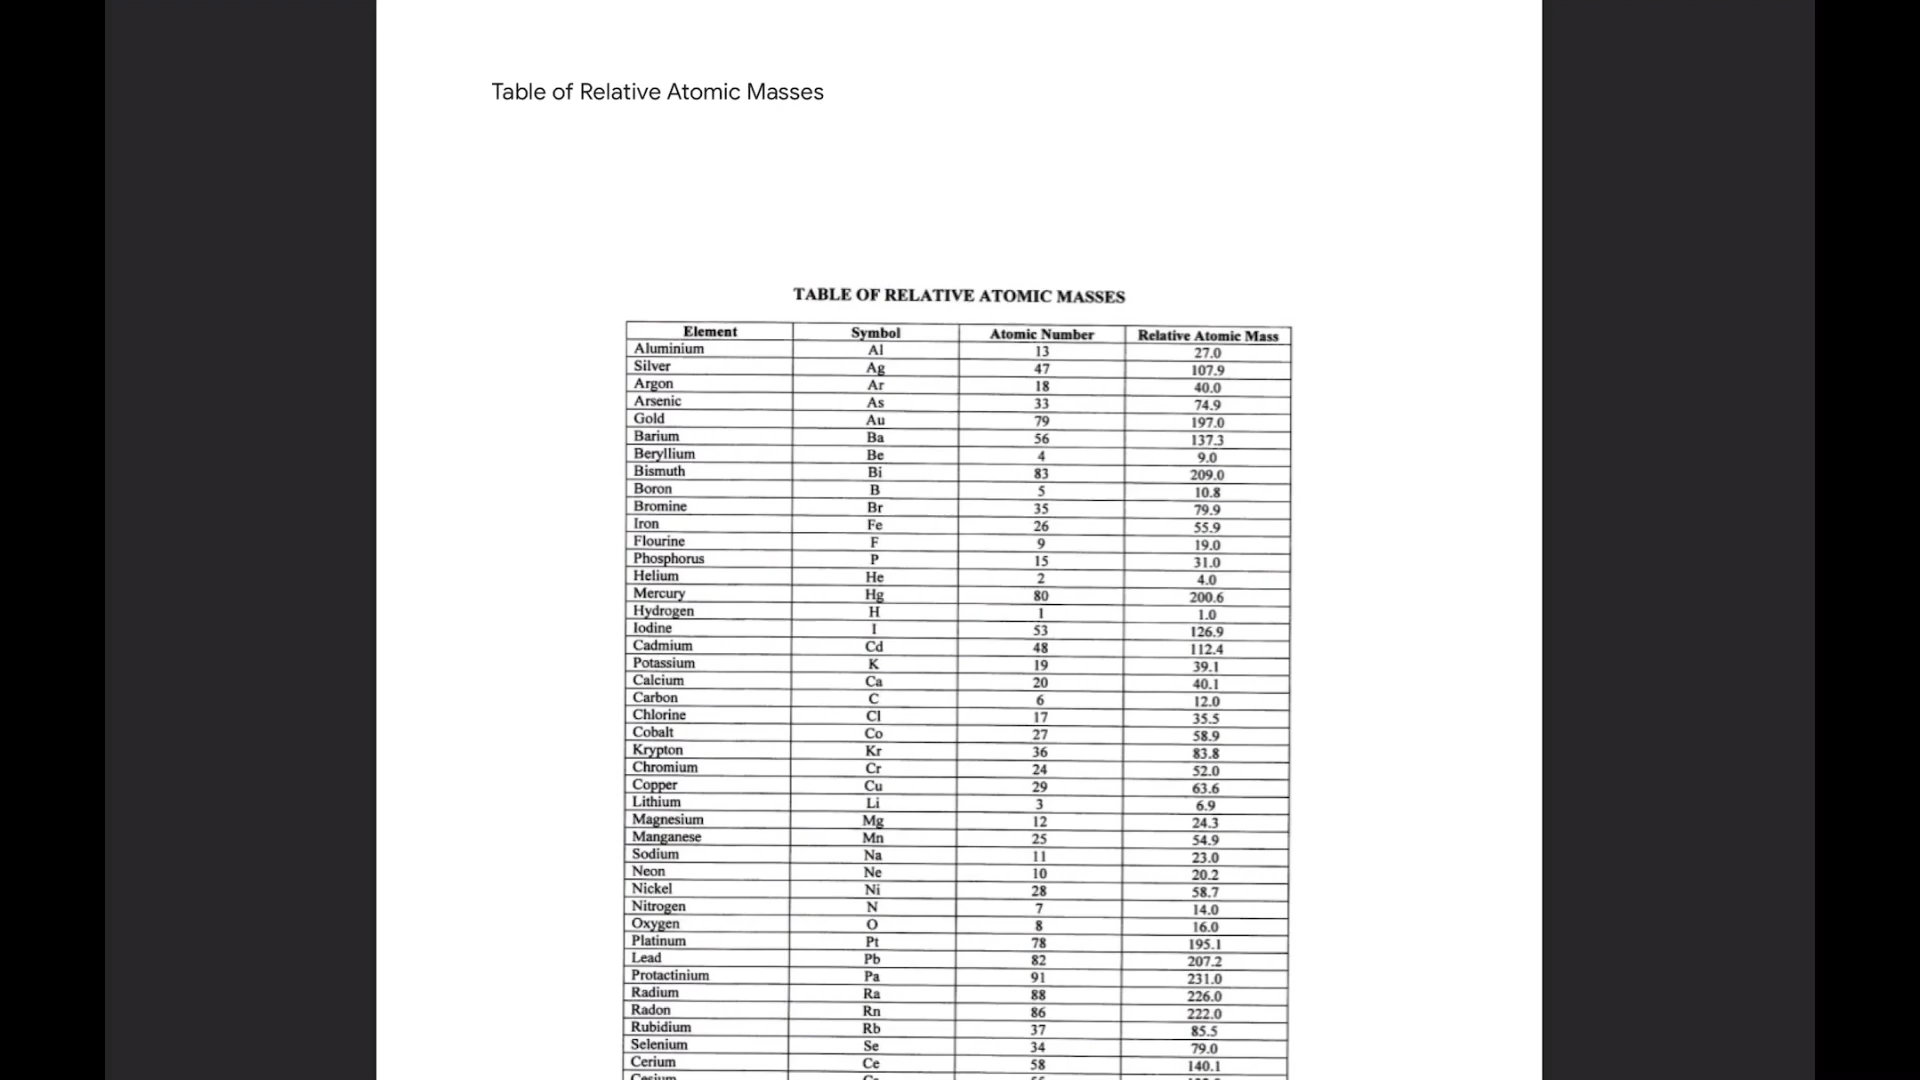 Table of Relative Atomic Masses
TABLE OF RELATIVE ATOMIC MASSES
Element Symbol Atomic Number Relative Atomic Mass
Aluminium Al 13 27.0
Silver Ag 47 107.9
Argon Ar 18 40.0
Arsenic As 33 74.9
Gold Au 79 197.0
Barium Ba 56 137.3
Beryllium Be 4 9.0
Bismuth Bi 83 209.0
Boron B 5 10.8
Bromine Br 35 79.9
Iron Fe 26 55.9
Flourine F 9 19.0
Phosphorus P 15 31.0
Helium He 2 4.0
Mercury Hg 80 200.6
Hydrogen H 1 1.0
Iodine I 53 126.9
Cadmium Cd 48 112.4
Potassium K 19 39.1
Calcium Ca 20 40.1
Carbon C 6 12.0
Chlorine Cl 17 35.5
Cobalt Co 27 58.9
Krypton Kr 36 83.8
Chromium Cr 24 52.0
Copper Cu 29 63.6
Lithium Li 3 6.9
Magnesium Mg 12 24.3
Manganese Mn 25 54.9
Sodium Na 11 23.0
Neon Ne 10 20.2
Nickel Ni 28 58.7
Nitrogen N 7 14.0
Oxygen O 8 16.0
Platinum Pt 78 195.1
Lead Pb 82 207.2
Protactinium Pa 91 231.0
Radium Ra 88 226.0
Radon Rn 86 222.0
Rubidium Rb 37 85.5
Selenium Se 34 79.0
Cerium Ce 58 140.1